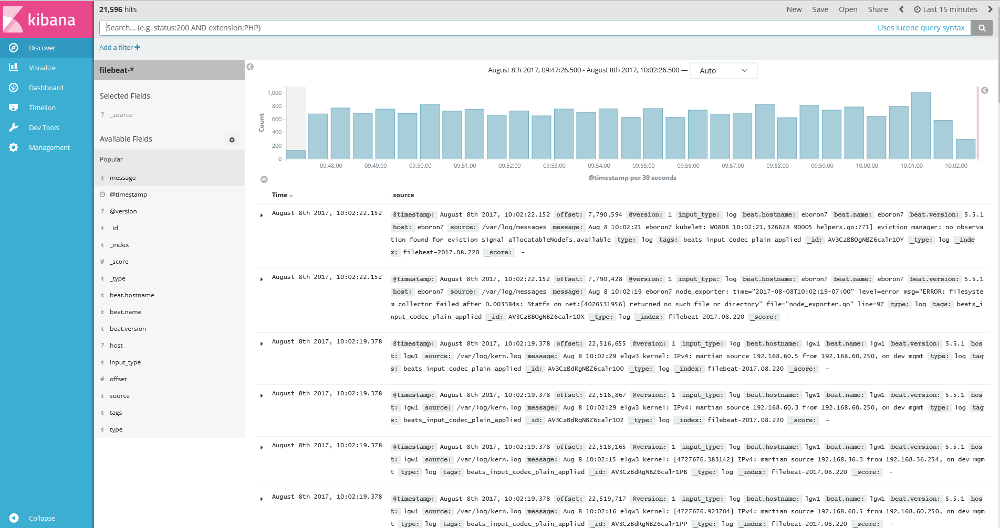 kibana
Discover
Visualize
Dashboard
Timelion
Dev Tools
Management
Collapse
21,596 hits
New Save Open Share Last 15 minutes
Search... (e.g. status:200 AND extension:PHP) Uses lucene query syntax
Add a filter +
filebeat-*
Selected Fields
? _source
Available Fields
Popular
t message
@timestamp
? @version
t _id
t _index
# _score
t _type
t beat.hostname
t beat.name
t beat.version
? host
t input_type
# offset
t source
t tags
t type
August 8th 2017, 09:47:26.500 - August 8th 2017, 10:02:26.500 — Auto
Count
1,000
800
600
400
200
0
09:48:00 09:49:00 09:50:00 09:51:00 09:52:00 09:53:00 09:54:00 09:55:00 09:56:00 09:57:00 09:58:00 09:59:00 10:00:00 10:01:00 10:02:00
@timestamp per 30 seconds
Time _source
August 8th 2017, 10:02:22.152 @timestamp: August 8th 2017, 10:02:22.152 offset: 7,790,594 @version: 1 input_type: log beat.hostname: eboron7 beat.name: eboron7 beat.version: 5.5.1
host: eboron7 source: /var/log/messages message: Aug 8 10:02:21 eboron7 kubelet: W0808 10:02:21.326628 90005 helpers.go:771] eviction manager: no observa
tion found for eviction signal allocatableNodeFs.available type: log tags: beats_input_codec_plain_applied _id: AV3CzBBOgNBZ6calr1OY _type: log _inde
x: filebeat-2017.08.220 _score: -
August 8th 2017, 10:02:22.152 @timestamp: August 8th 2017, 10:02:22.152 offset: 7,790,428 @version: 1 input_type: log beat.hostname: eboron7 beat.name: eboron7 beat.version: 5.5.1
host: eboron7 source: /var/log/messages message: Aug 8 10:02:19 eboron7 node_exporter: time="2017-08-08T10:02:19-07:00" level=error msg="ERROR: filesyste
m collector failed after 0.003384s: Statfs on net:[4026531956] returned no such file or directory" file="node_exporter.go" line=97 type: log tags: beats_i
nput_codec_plain_applied _id: AV3CzBBOgNBZ6calr1OX _type: log _index: filebeat-2017.08.220 _score: -
August 8th 2017, 10:02:19.378 @timestamp: August 8th 2017, 10:02:19.378 offset: 22,516,655 @version: 1 input_type: log beat.hostname: lgw1 beat.name: lgw1 beat.version: 5.5.1 hos
t: lgw1 source: /var/log/kern.log message: Aug 8 10:02:29 elgw3 kernel: IPv4: martian source 192.168.60.5 from 192.168.60.250, on dev mgmt type: log tag
s: beats_input_codec_plain_applied _id: AV3CzBdRgNBZ6calr1O0 _type: log _index: filebeat-2017.08.220 _score: -
August 8th 2017, 10:02:19.378 @timestamp: August 8th 2017, 10:02:19.378 offset: 22,516,867 @version: 1 input_type: log beat.hostname: lgw1 beat.name: lgw1 beat.version: 5.5.1 hos
t: lgw1 source: /var/log/kern.log message: Aug 8 10:02:29 elgw3 kernel: IPv4: martian source 192.168.60.3 from 192.168.60.250, on dev mgmt type: log tag
s: beats_input_codec_plain_applied _id: AV3CzBdRgNBZ6calr1O2 _type: log _index: filebeat-2017.08.220 _score: -
August 8th 2017, 10:02:19.378 @timestamp: August 8th 2017, 10:02:19.378 offset: 22,518,165 @version: 1 input_type: log beat.hostname: lgw1 beat.name: lgw1 beat.version: 5.5.1 hos
t: lgw1 source: /var/log/kern.log message: Aug 8 10:02:15 elgw3 kernel: [4727676.383142] IPv4: martian source 192.168.36.3 from 192.168.36.254, on dev mgm
t type: log tags: beats_input_codec_plain_applied _id: AV3CzBdRgNBZ6calr1PB _type: log _index: filebeat-2017.08.220 _score: -
August 8th 2017, 10:02:19.378 @timestamp: August 8th 2017, 10:02:19.378 offset: 22,519,717 @version: 1 input_type: log beat.hostname: lgw1 beat.name: lgw1 beat.version: 5.5.1 hos
t: lgw1 source: /var/log/kern.log message: Aug 8 10:02:16 elgw3 kernel: [4727676.923704] IPv4: martian source 192.168.60.5 from 192.168.60.250, on dev mgm
t type: log tags: beats_input_codec_plain_applied _id: AV3CzBdRgNBZ6calr1PP _type: log _index: filebeat-2017.08.220 _score: -